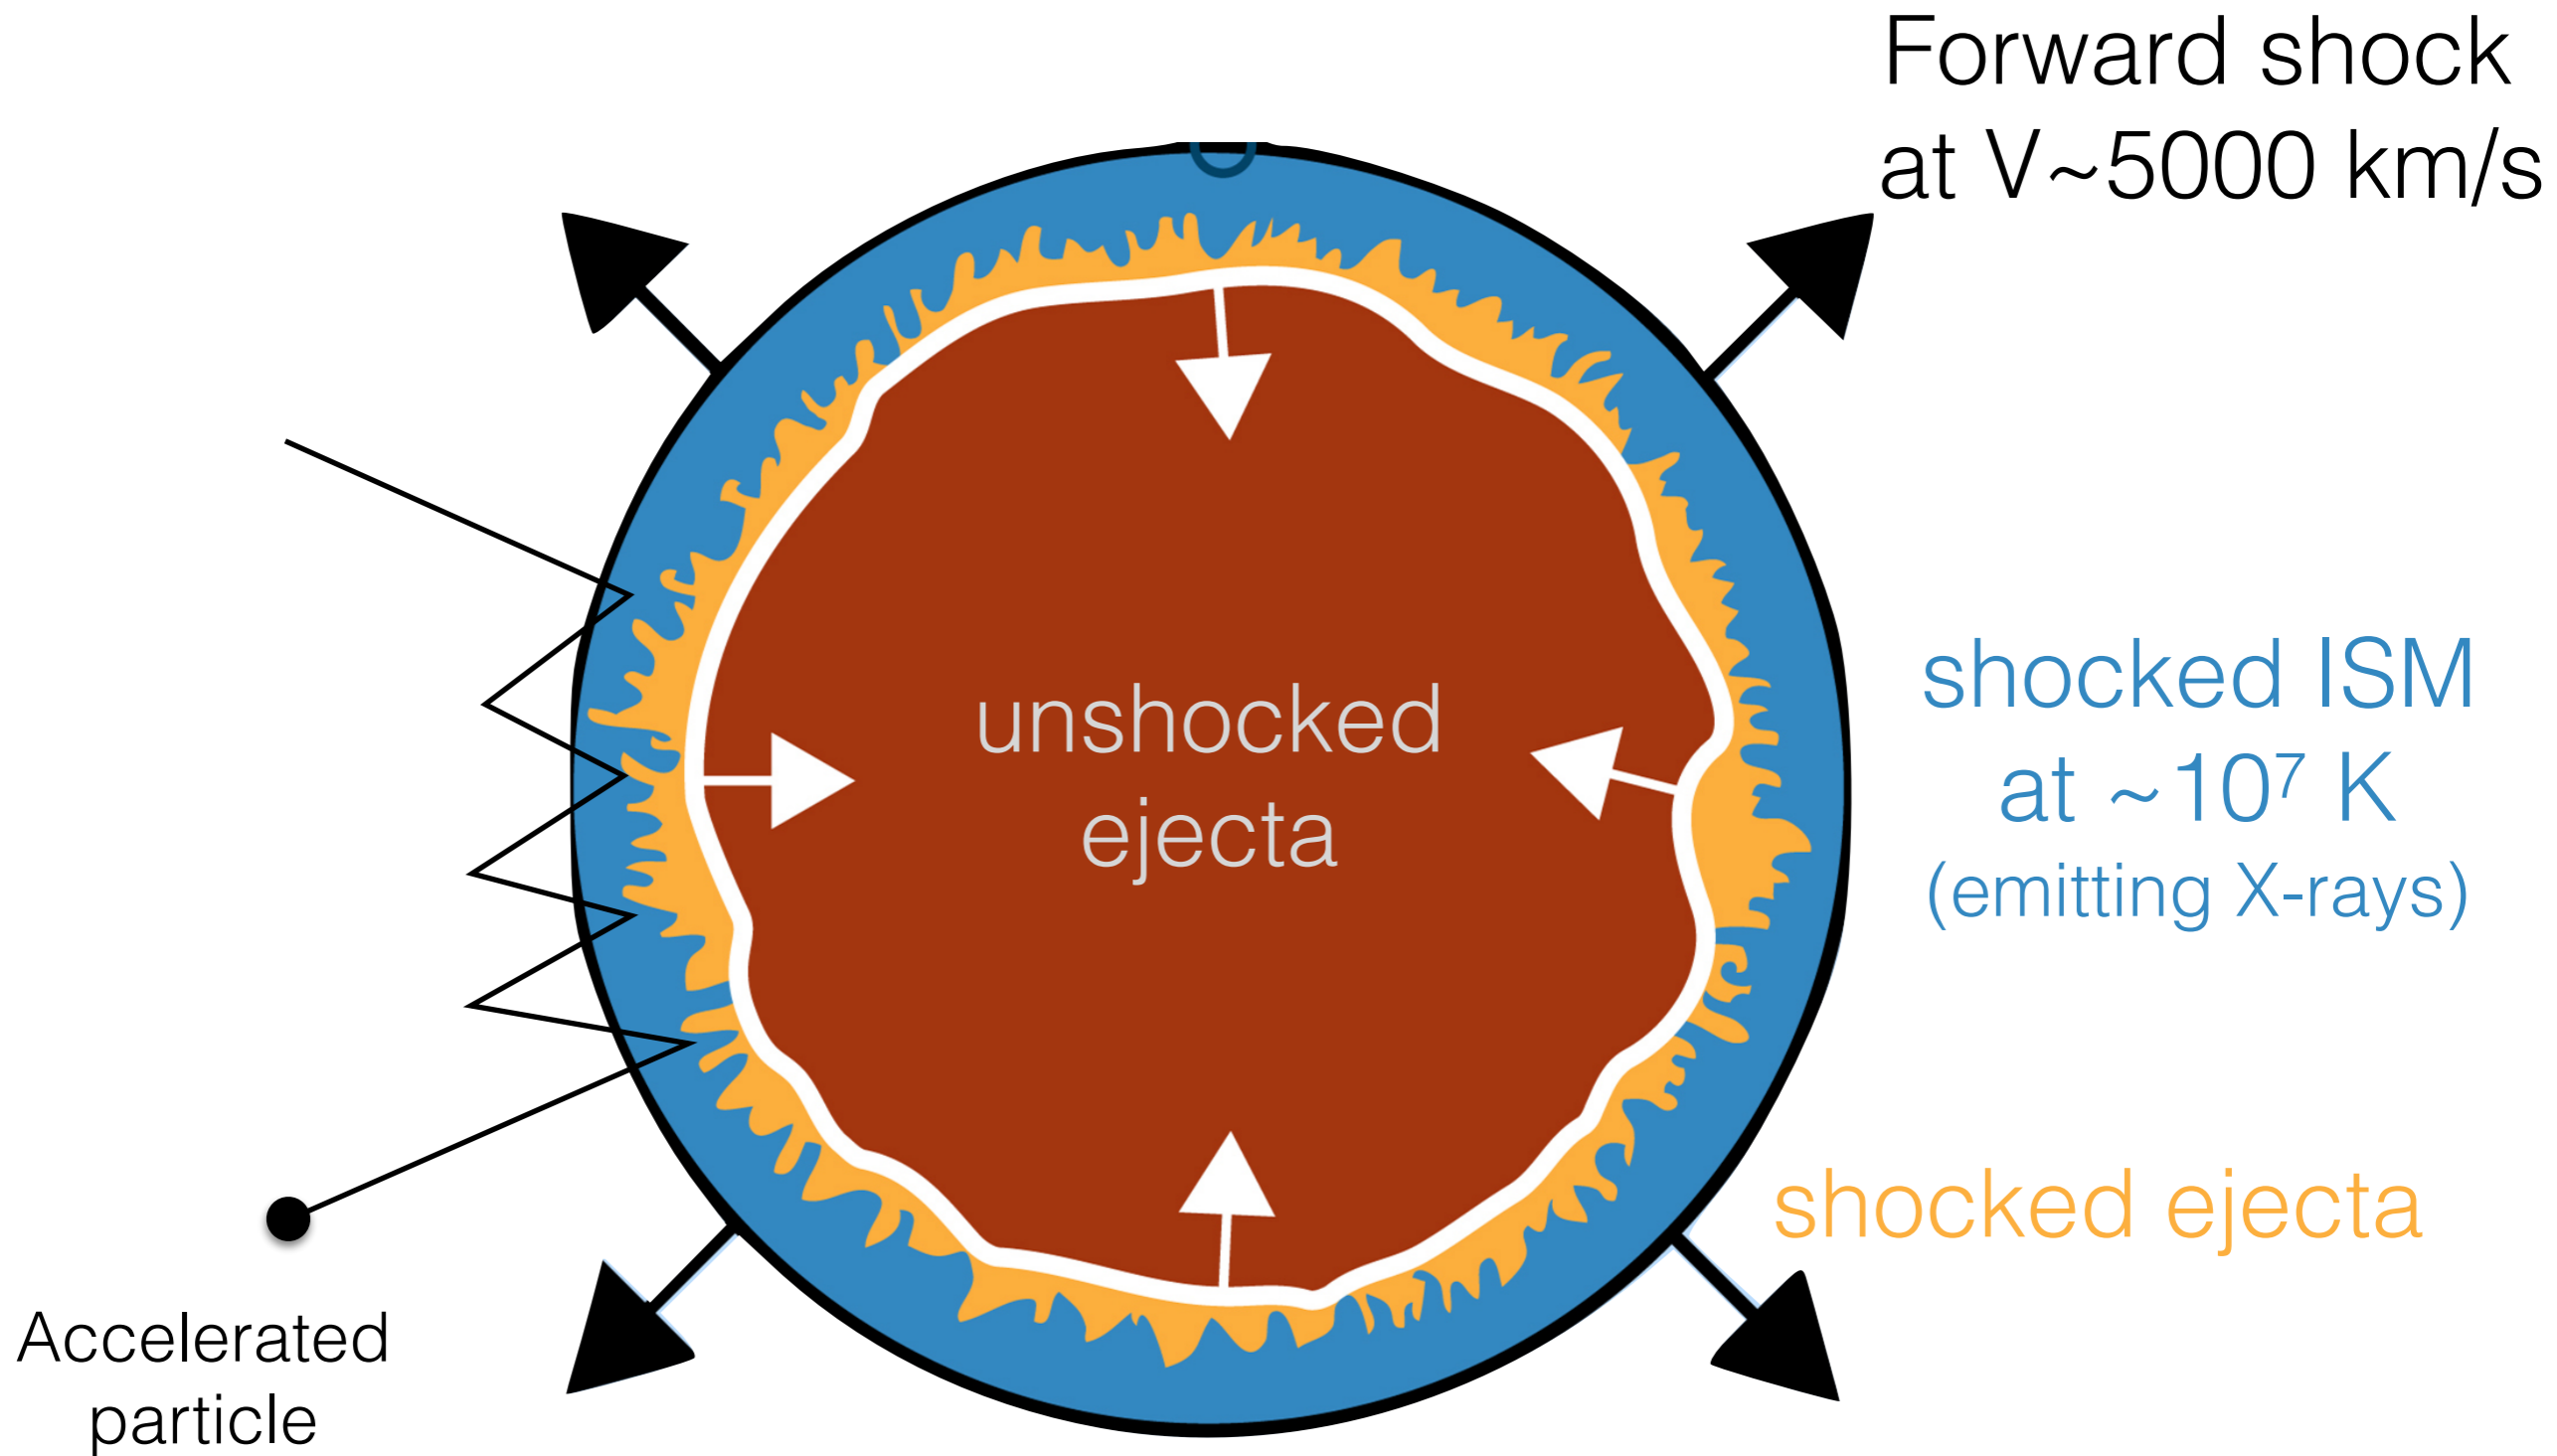 Forward shock
at V~5000 km/s
unshocked
ejecta
shocked ISM
at ~10⁷ K
(emitting X-rays)
shocked ejecta
Accelerated
particle